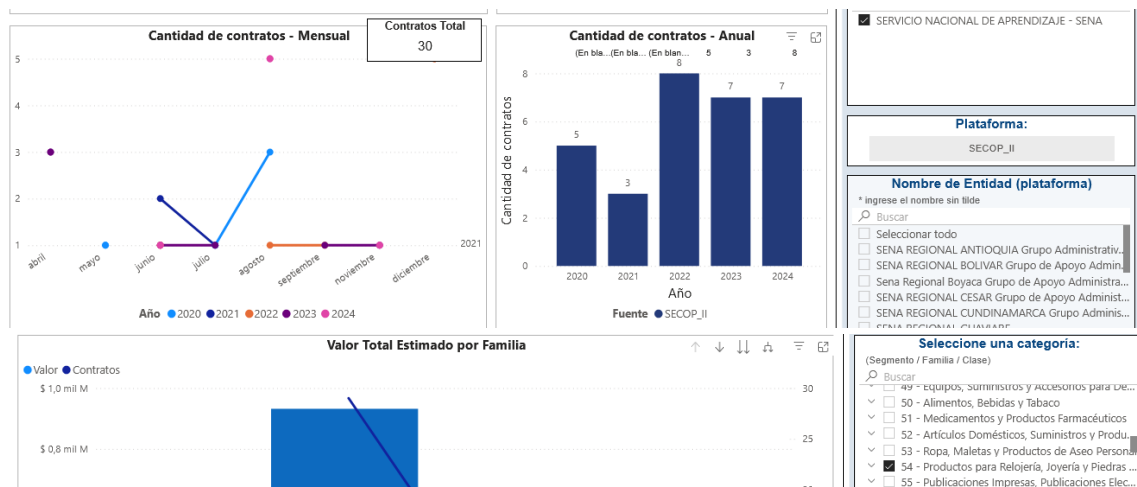 SERVICIO NACIONAL DE APRENDIZAJE - SENA
Cantidad de contratos - Mensual
Contratos Total
30
5
4
3
2
1
2021
abril
mayo
junio
julio
agosto
septiembre
noviembre
diciembre
Año 2020 2021 2022 2023 2024
Cantidad de contratos - Anual
(En bla... (En bla... (En blan... 5 3 8
8
6
4
2
0
Cantidad de contratos
5
3
8
7
7
2020 2021 2022 2023 2024
Año
Fuente SECOP_II
Plataforma:
SECOP_II
Nombre de Entidad (plataforma)
* ingrese el nombre sin tilde
Buscar
Seleccionar todo
SENA REGIONAL ANTIOQUIA Grupo Administrativ...
SENA REGIONAL BOLIVAR Grupo de Apoyo Admin...
Sena Regional Boyaca Grupo de Apoyo Administra...
SENA REGIONAL CESAR Grupo de Apoyo Administ...
SENA REGIONAL CUNDINAMARCA Grupo Adminis...
SENA REGIONAL GUAVIARE
Valor Total Estimado por Familia
Valor Contratos
$ 1,0 mil M
$ 0,8 mil M
30
25
Seleccione una categoría:
(Segmento / Familia / Clase)
Buscar
49 - Equipos, Suministros y Accesorios para De...
50 - Alimentos, Bebidas y Tabaco
51 - Medicamentos y Productos Farmacéuticos
52 - Artículos Domésticos, Suministros y Produ...
53 - Ropa, Maletas y Productos de Aseo Personal
54 - Productos para Relojería, Joyería y Piedras ...
55 - Publicaciones Impresas, Publicaciones Elec...